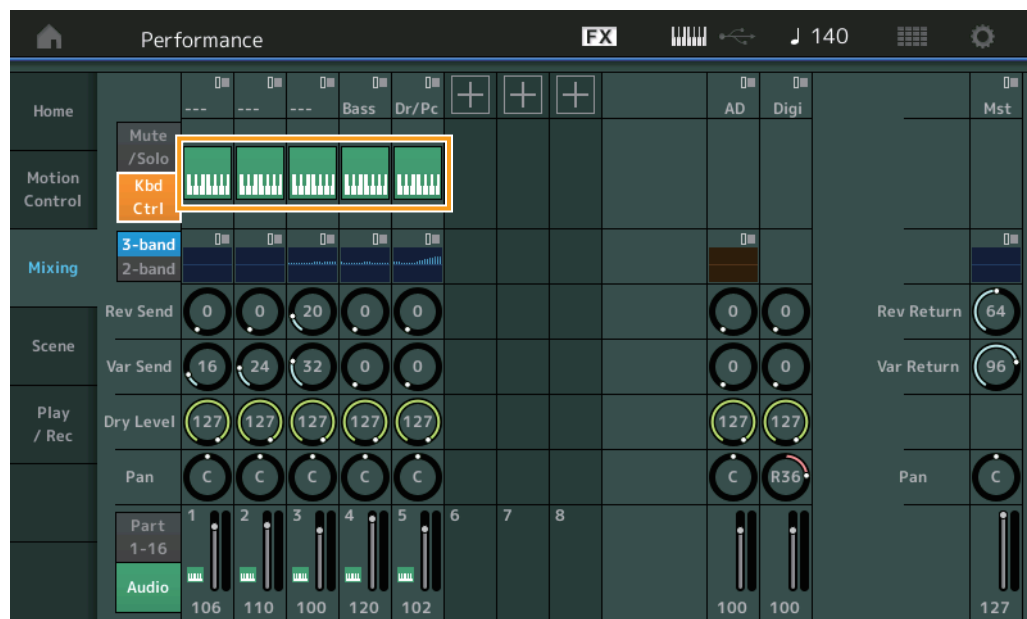 Performance FX 140
--- --- --- Bass Dr/Pc AD Digi Mst
Home
Mute
/Solo
Motion
Control
Kbd
Ctrl
3-band
2-band
Mixing
Rev Send 0 0 20 0 0 0 0 Rev Return 64
Scene
Var Send 16 24 32 0 0 0 0 Var Return 96
Play
/ Rec
Dry Level 127 127 127 127 127 127 127
Pan C C C C C C R36 Pan C
Part
1-16
1 2 3 4 5 6 7 8
Audio
106 110 100 120 102 100 100 127